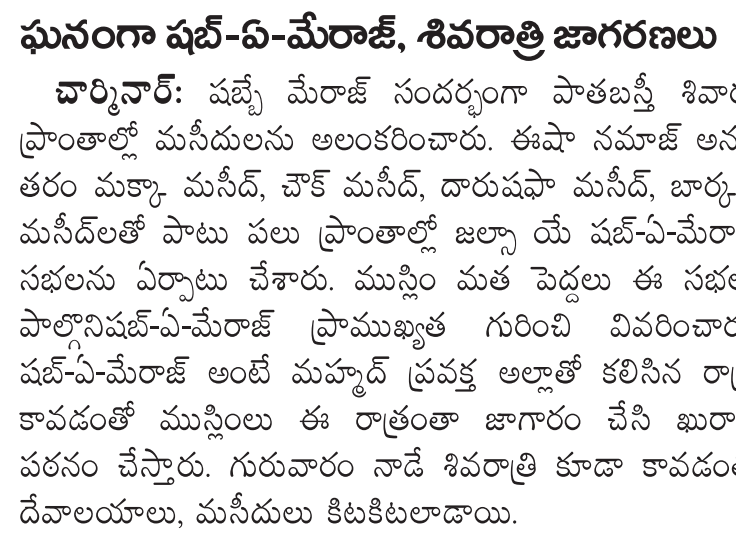 ఘనంగా షబ్-ఏ-మేరాజ్, శివరాత్రి జాగరణలు
చార్మినార్: షబ్బే మేరాజ్ సందర్భంగా పాతబస్తీ శివార
ప్రాంతాల్లో మసీదులను అలంకరించారు. ఈషా నమాజ్ అన
తరం మక్కా మసీద్, చౌక్ మసీద్, దారుషఫా మసీద్, బార్క
మసీద్‌లతో పాటు పలు ప్రాంతాల్లో జల్సా యే షబ్-ఏ-మేరా
సభలను ఏర్పాటు చేశారు. ముస్లిం మత పెద్దలు ఈ సభల
పాల్గొనిషబ్-ఏ-మేరాజ్ ప్రాముఖ్యత గురించి వివరించార
షబ్-ఏ-మేరాజ్ అంటే మహ్మద్ ప్రవక్త అల్లాతో కలిసిన రా
కావడంతో ముస్లింలు ఈ రాత్రంతా జాగారం చేసి ఖురా
పఠనం చేస్తారు. గురువారం నాడే శివరాత్రి కూడా కావడం
దేవాలయాలు, మసీదులు కిటకిటలాడాయి.